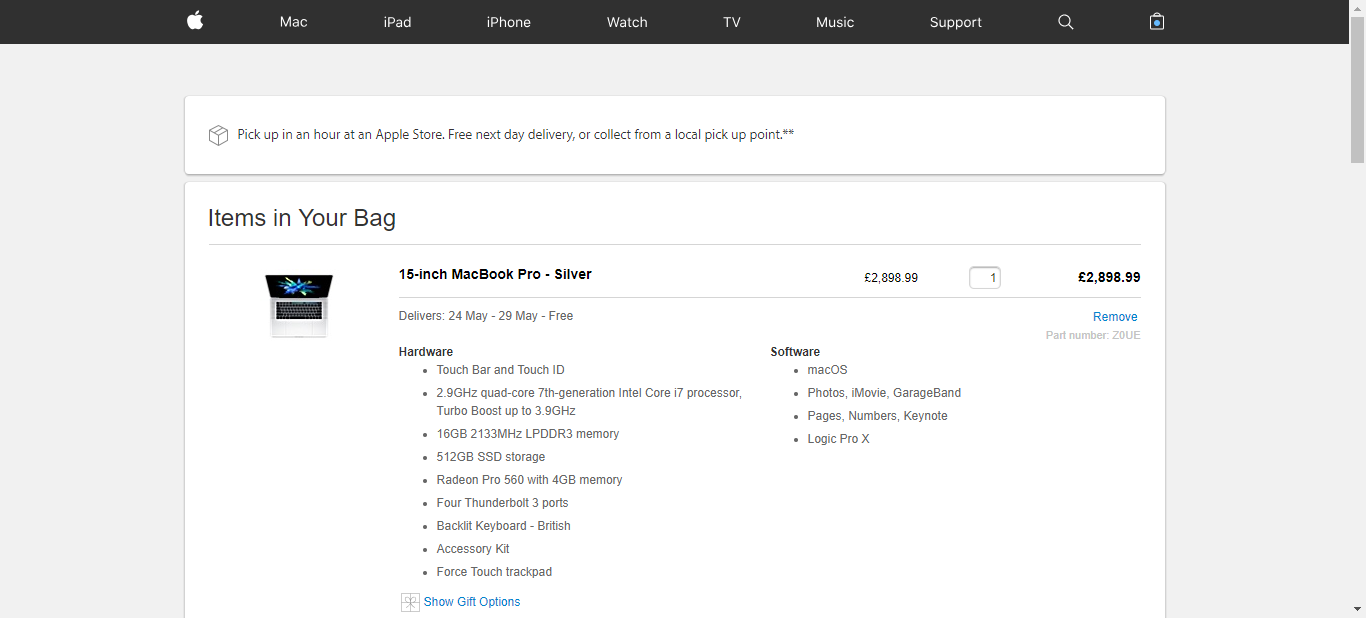 Mac iPad iPhone Watch TV Music Support
Pick up in an hour at an Apple Store. Free next day delivery, or collect from a local pick up point.**
Items in Your Bag
15-inch MacBook Pro - Silver £2,898.99 1 £2,898.99
Delivers: 24 May - 29 May - Free
Remove
Part number: Z0UE
Hardware
Touch Bar and Touch ID
2.9GHz quad-core 7th-generation Intel Core i7 processor,
Turbo Boost up to 3.9GHz
16GB 2133MHz LPDDR3 memory
512GB SSD storage
Radeon Pro 560 with 4GB memory
Four Thunderbolt 3 ports
Backlit Keyboard - British
Accessory Kit
Force Touch trackpad
Software
macOS
Photos, iMovie, GarageBand
Pages, Numbers, Keynote
Logic Pro X
Show Gift Options